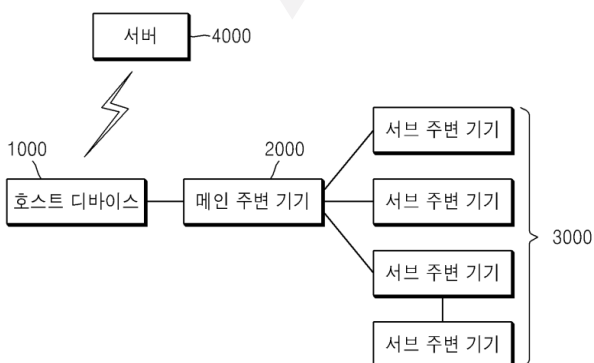 서버
4000
1000
2000
호스트 디바이스
메인 주변 기기
서브 주변 기기
서브 주변 기기
서브 주변 기기
서브 주변 기기
3000